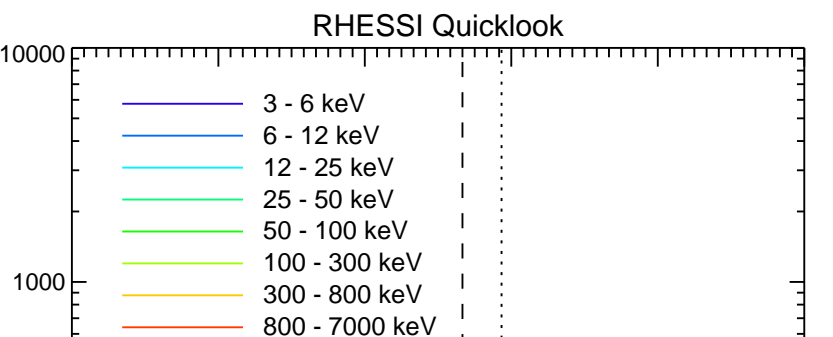 RHESSI Quicklook
10000
3 - 6 keV
6 - 12 keV
12 - 25 keV
25 - 50 keV
50 - 100 keV
100 - 300 keV
1000
300 - 800 keV
800 - 7000 keV